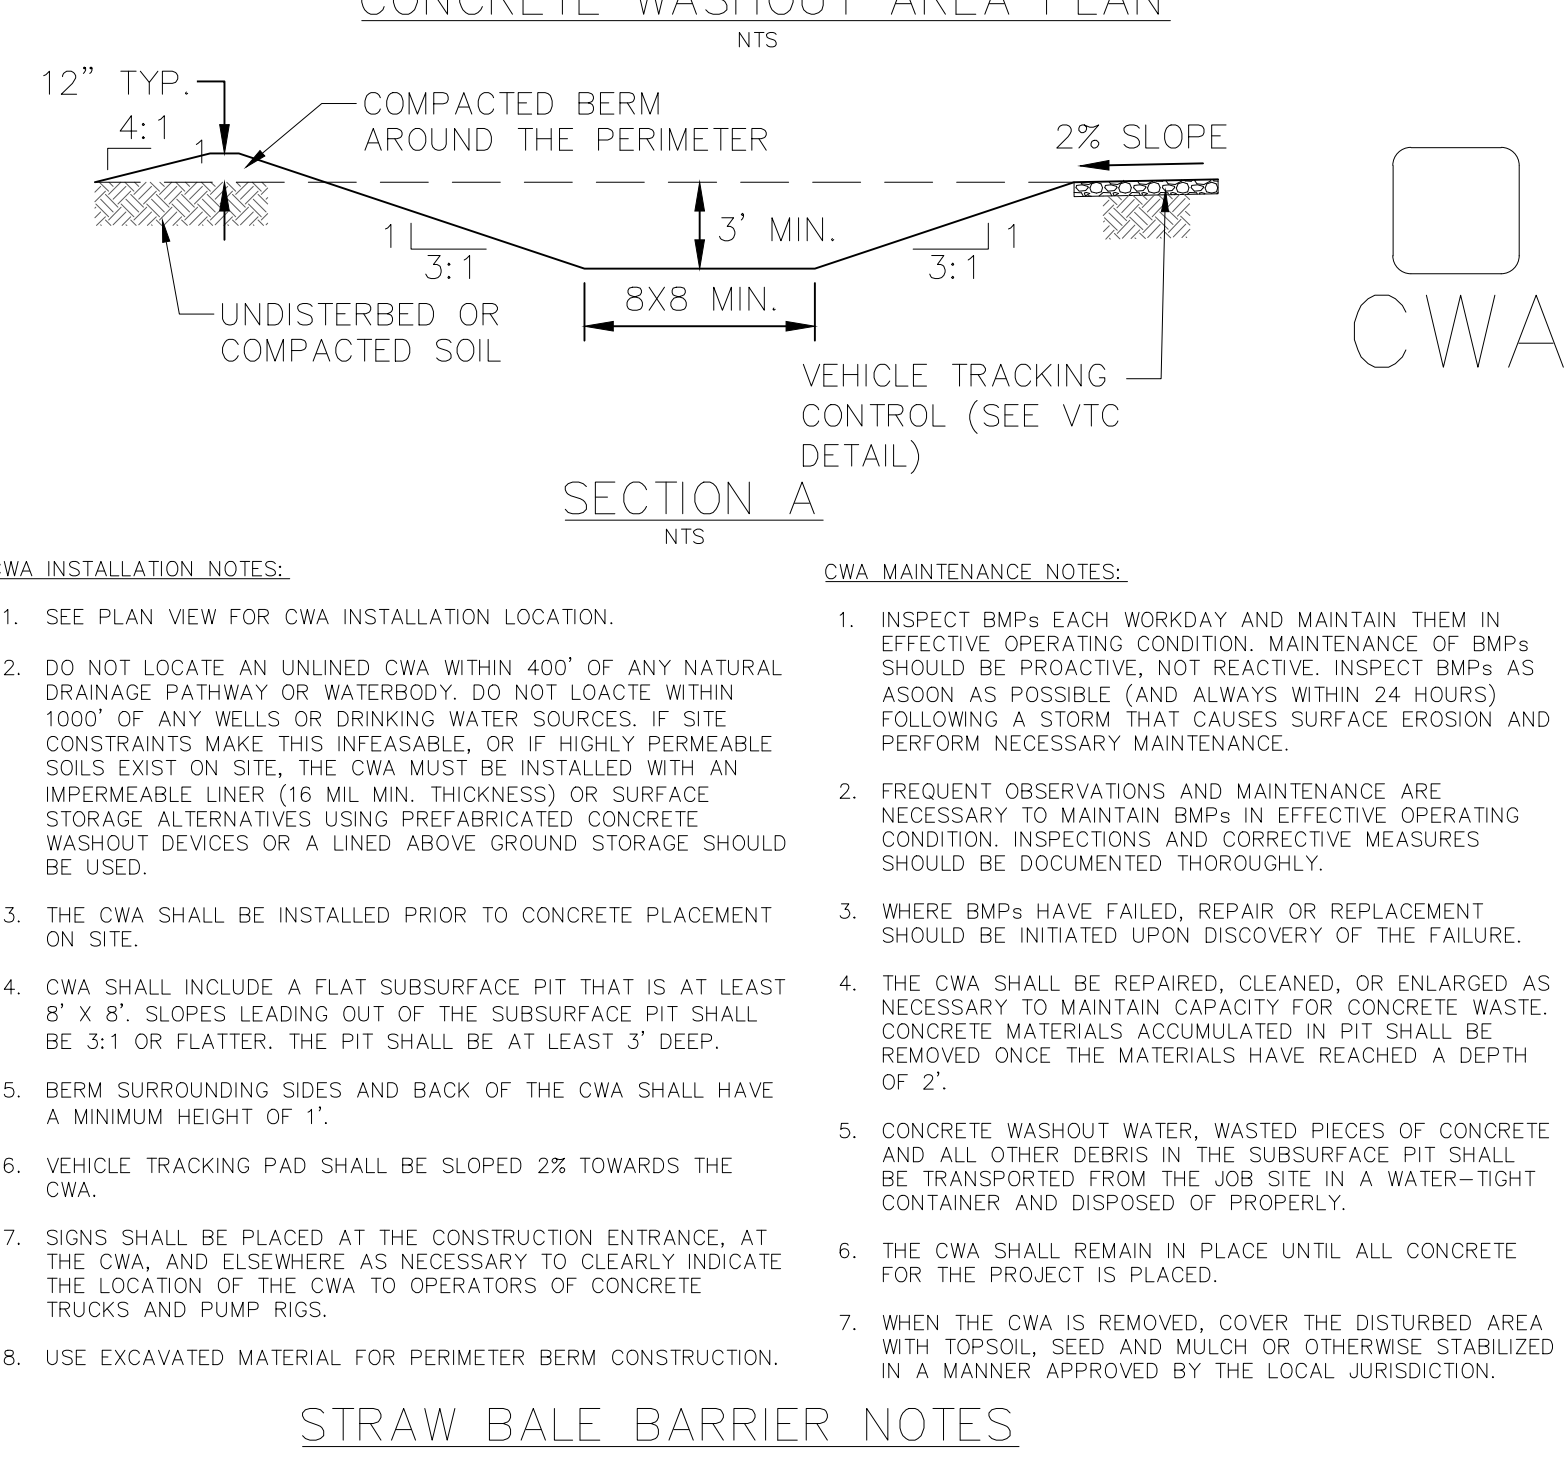 CONCRETE WASHOUT AREA PLAN
NTS
12" TYP.
4:1
1
COMPACTED BERM
AROUND THE PERIMETER
2% SLOPE
3' MIN.
1
3:1
1
3:1
8X8 MIN.
UNDISTERBED OR
COMPACTED SOIL
VEHICLE TRACKING
CONTROL (SEE VTC
DETAIL)
CWA
SECTION A
NTS
CWA INSTALLATION NOTES:
1. SEE PLAN VIEW FOR CWA INSTALLATION LOCATION.
2. DO NOT LOCATE AN UNLINED CWA WITHIN 400' OF ANY NATURAL
DRAINAGE PATHWAY OR WATERBODY. DO NOT LOACTE WITHIN
1000' OF ANY WELLS OR DRINKING WATER SOURCES. IF SITE
CONSTRAINTS MAKE THIS INFEASABLE, OR IF HIGHLY PERMEABLE
SOILS EXIST ON SITE, THE CWA MUST BE INSTALLED WITH AN
IMPERMEABLE LINER (16 MIL MIN. THICKNESS) OR SURFACE
STORAGE ALTERNATIVES USING PREFABRICATED CONCRETE
WASHOUT DEVICES OR A LINED ABOVE GROUND STORAGE SHOULD
BE USED.
3. THE CWA SHALL BE INSTALLED PRIOR TO CONCRETE PLACEMENT
ON SITE.
4. CWA SHALL INCLUDE A FLAT SUBSURFACE PIT THAT IS AT LEAST
8' X 8'. SLOPES LEADING OUT OF THE SUBSURFACE PIT SHALL
BE 3:1 OR FLATTER. THE PIT SHALL BE AT LEAST 3' DEEP.
5. BERM SURROUNDING SIDES AND BACK OF THE CWA SHALL HAVE
A MINIMUM HEIGHT OF 1'.
6. VEHICLE TRACKING PAD SHALL BE SLOPED 2% TOWARDS THE
CWA.
7. SIGNS SHALL BE PLACED AT THE CONSTRUCTION ENTRANCE, AT
THE CWA, AND ELSEWHERE AS NECESSARY TO CLEARLY INDICATE
THE LOCATION OF THE CWA TO OPERATORS OF CONCRETE
TRUCKS AND PUMP RIGS.
8. USE EXCAVATED MATERIAL FOR PERIMETER BERM CONSTRUCTION.
CWA MAINTENANCE NOTES:
1. INSPECT BMPs EACH WORKDAY AND MAINTAIN THEM IN
EFFECTIVE OPERATING CONDITION. MAINTENANCE OF BMPs
SHOULD BE PROACTIVE, NOT REACTIVE. INSPECT BMPs AS
ASOON AS POSSIBLE (AND ALWAYS WITHIN 24 HOURS)
FOLLOWING A STORM THAT CAUSES SURFACE EROSION AND
PERFORM NECESSARY MAINTENANCE.
2. FREQUENT OBSERVATIONS AND MAINTENANCE ARE
NECESSARY TO MAINTAIN BMPs IN EFFECTIVE OPERATING
CONDITION. INSPECTIONS AND CORRECTIVE MEASURES
SHOULD BE DOCUMENTED THOROUGHLY.
3. WHERE BMPs HAVE FAILED, REPAIR OR REPLACEMENT
SHOULD BE INITIATED UPON DISCOVERY OF THE FAILURE.
4. THE CWA SHALL BE REPAIRED, CLEANED, OR ENLARGED AS
NECESSARY TO MAINTAIN CAPACITY FOR CONCRETE WASTE.
CONCRETE MATERIALS ACCUMULATED IN PIT SHALL BE
REMOVED ONCE THE MATERIALS HAVE REACHED A DEPTH
OF 2'.
5. CONCRETE WASHOUT WATER, WASTED PIECES OF CONCRETE
AND ALL OTHER DEBRIS IN THE SUBSURFACE PIT SHALL
BE TRANSPORTED FROM THE JOB SITE IN A WATER-TIGHT
CONTAINER AND DISPOSED OF PROPERLY.
6. THE CWA SHALL REMAIN IN PLACE UNTIL ALL CONCRETE
FOR THE PROJECT IS PLACED.
7. WHEN THE CWA IS REMOVED, COVER THE DISTURBED AREA
WITH TOPSOIL, SEED AND MULCH OR OTHERWISE STABILIZED
IN A MANNER APPROVED BY THE LOCAL JURISDICTION.
STRAW BALE BARRIER NOTES